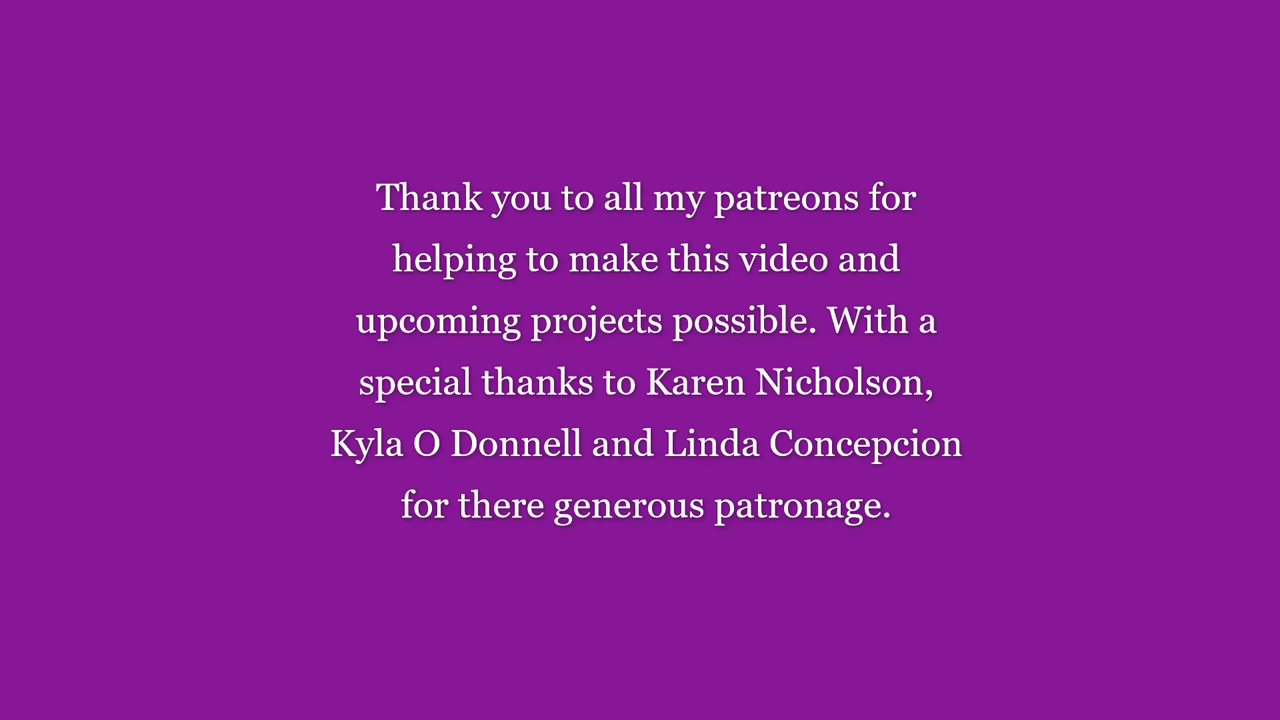 Thank you to all my patreons for
helping to make this video and
upcoming projects possible. With a
special thanks to Karen Nicholson,
Kyla O Donnell and Linda Concepcion
for there generous patronage.